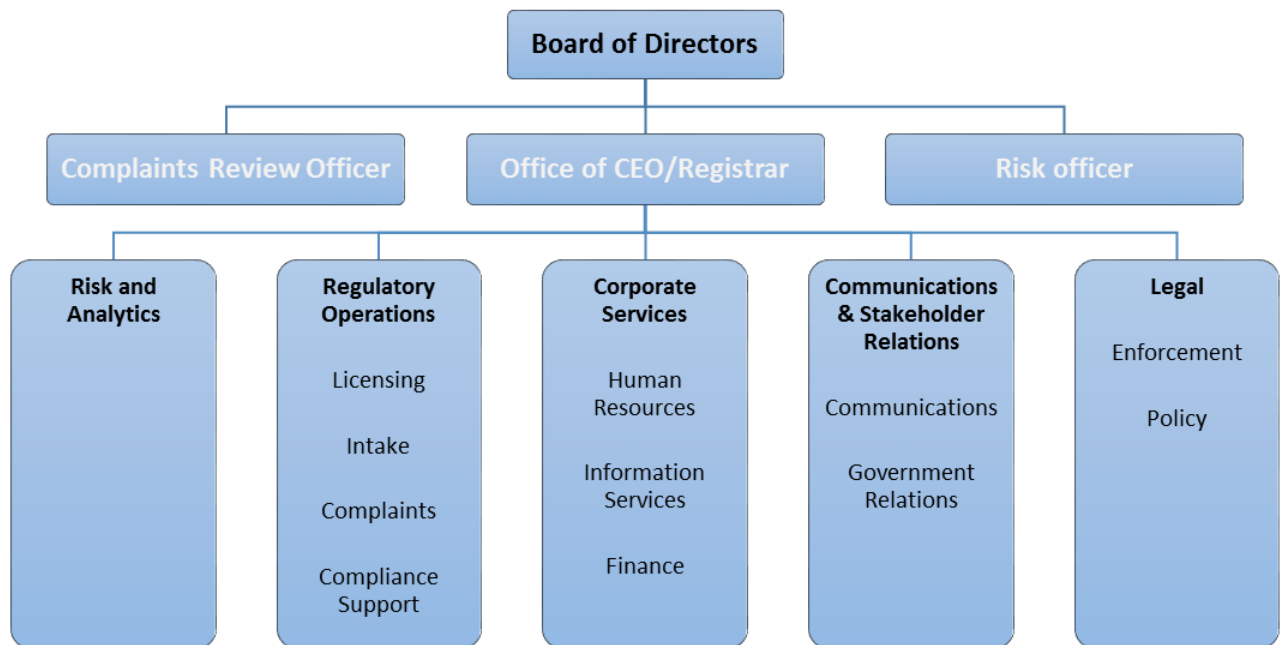 Board of Directors
Complaints Review Officer
Office of CEO/Registrar
Risk officer
Risk and
Analytics
Regulatory
Operations
Licensing
Intake
Complaints
Compliance
Support
Corporate
Services
Human
Resources
Information
Services
Finance
Communications
& Stakeholder
Relations
Communications
Government
Relations
Legal
Enforcement
Policy